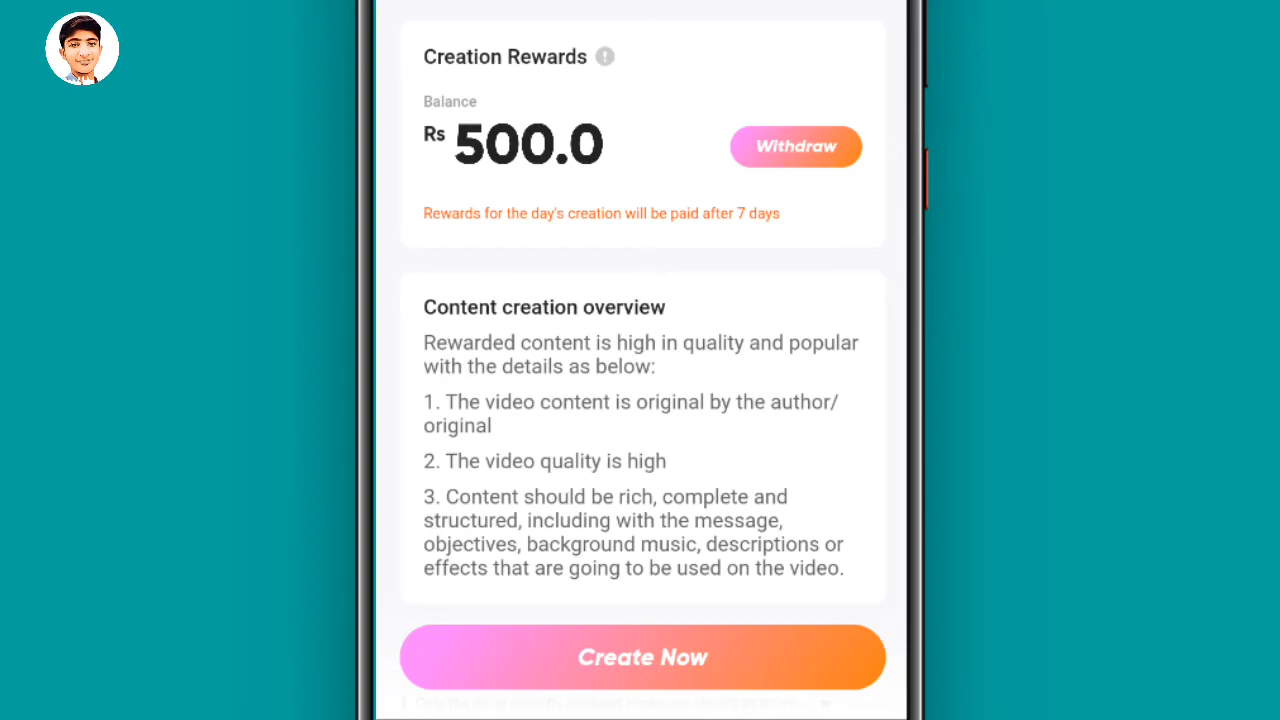 Creation Rewards
Balance
Rs 500.0
Withdraw
Rewards for the day's creation will be paid after 7 days
Content creation overview
Rewarded content is high in quality and popular
with the details as below:
1. The video content is original by the author/
original
2. The video quality is high
3. Content should be rich, complete and
structured, including with the message,
objectives, background music, descriptions or
effects that are going to be used on the video.
Create Now